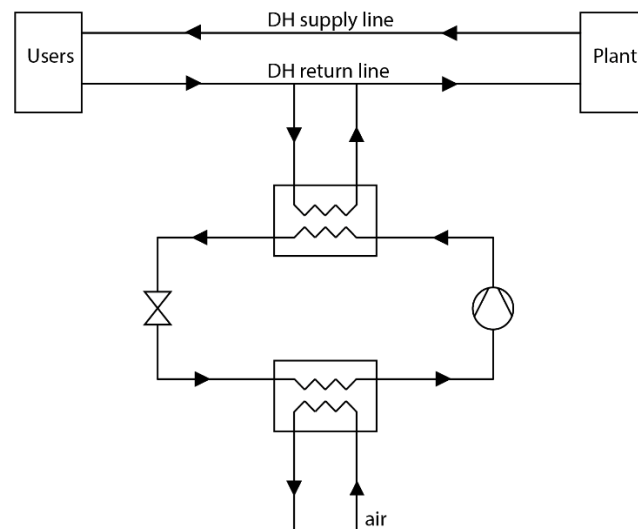 DH supply line
Users
Plant
DH return line
air